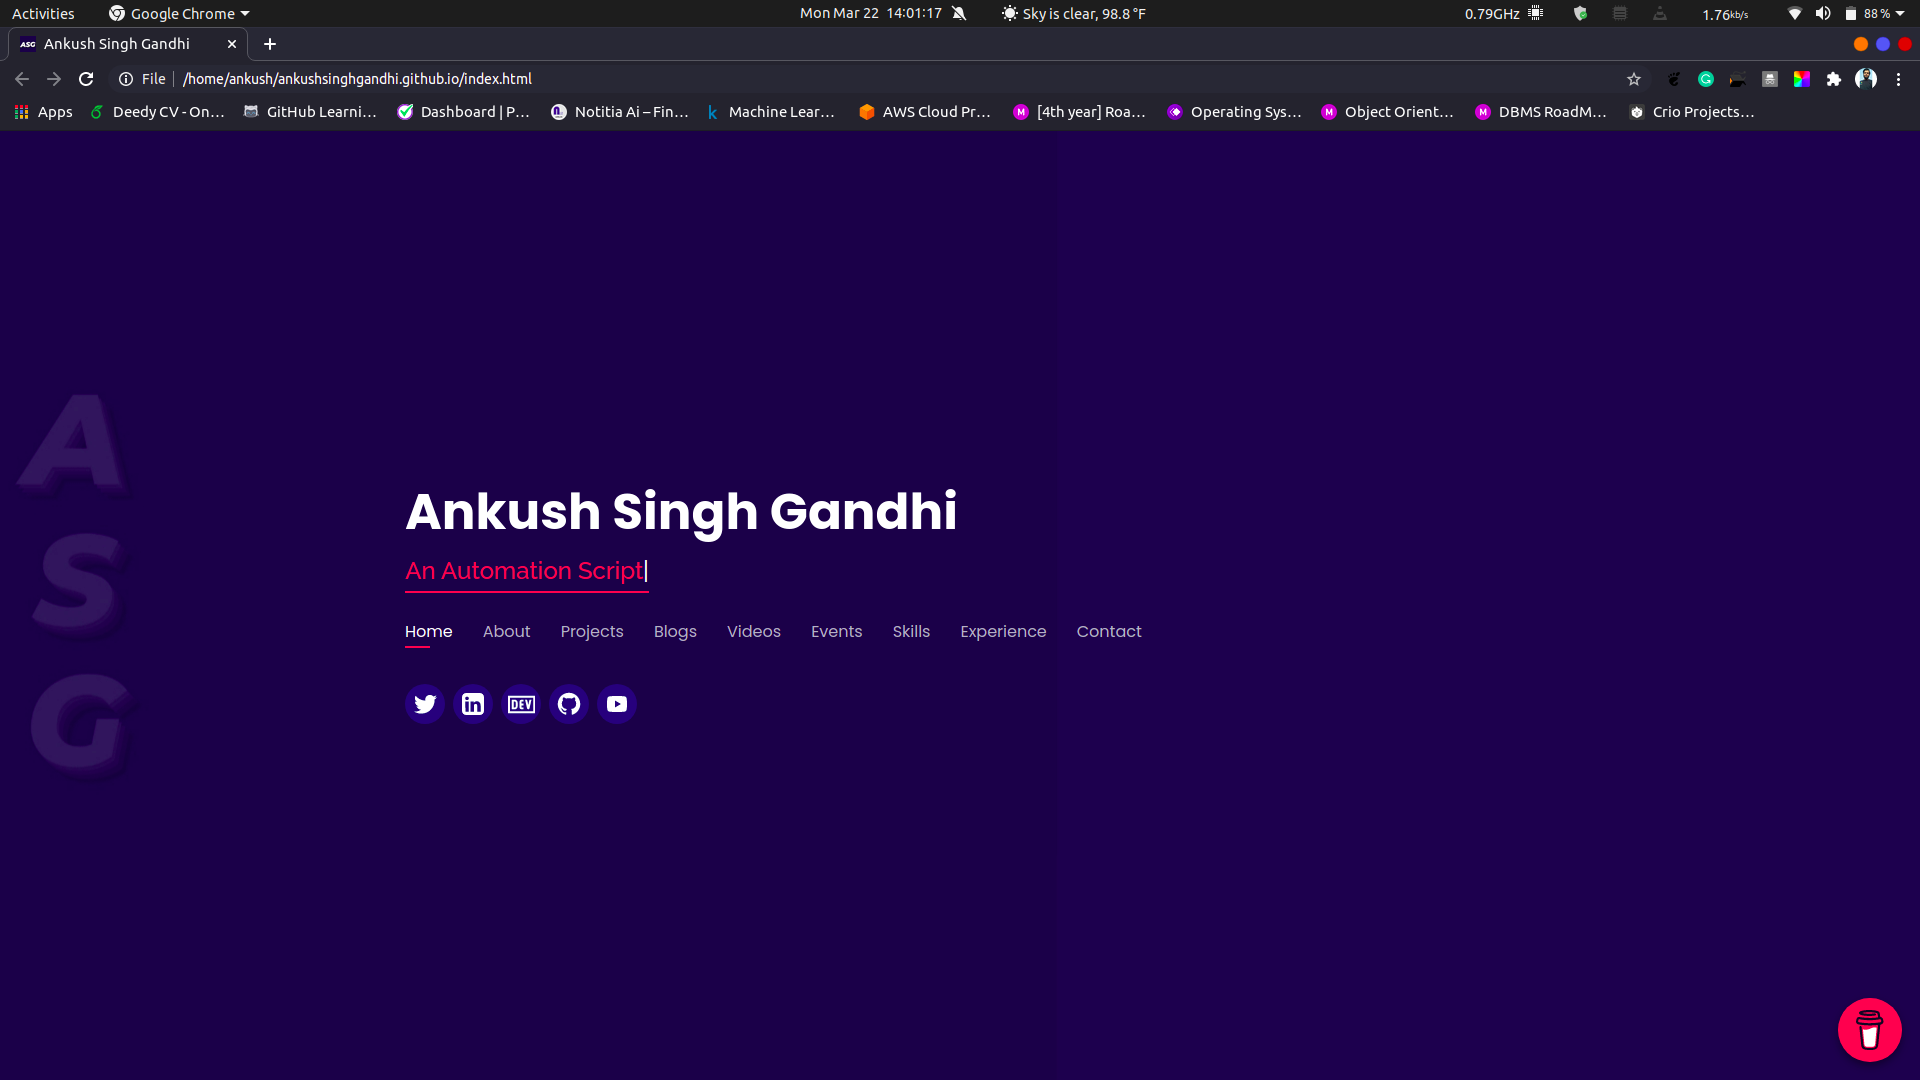 Activities Google Chrome Mon Mar 22 14:01:17 Sky is clear, 98.8 °F 0.79GHz 1.76kb/s 88 %
ASG Ankush Singh Gandhi
File /home/ankush/ankushsinghgandhi.github.io/index.html
Apps Deedy CV - On… GitHub Learni… Dashboard | P… Notitia Ai – Fin… k Machine Lear… AWS Cloud Pr… M [4th year] Roa… Operating Sys… M Object Orient… M DBMS RoadM… Crio Projects…
A
S
G
Ankush Singh Gandhi
An Automation Script
Home About Projects Blogs Videos Events Skills Experience Contact
in DEV